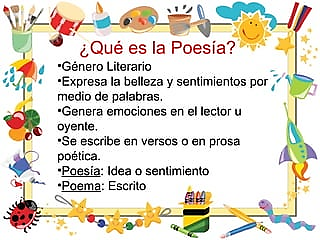 ¿Qué es la Poesía?
•Género Literario
•Expresa la belleza y sentimientos por
medio de palabras.
•Genera emociones en el lector u
oyente.
•Se escribe en versos o en prosa
poética.
•Poesía: Idea o sentimiento
•Poema: Escrito